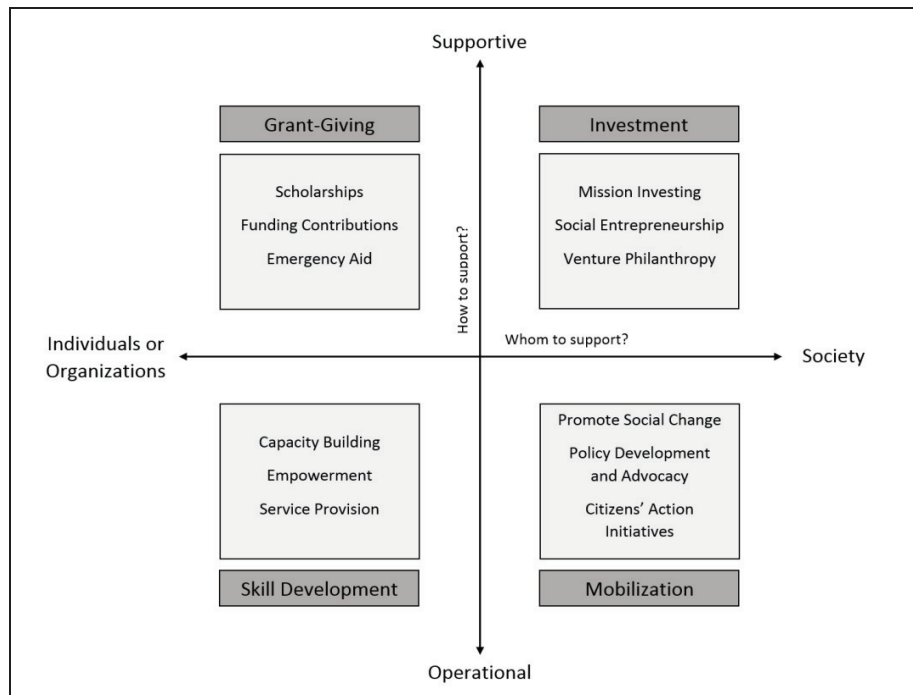 Supportive
Grant-Giving
Investment
Scholarships
Funding Contributions
Emergency Aid
Mission Investing
Social Entrepreneurship
Venture Philanthropy
How to support?
Whom to support?
Individuals or
Organizations
Society
Capacity Building
Empowerment
Service Provision
Promote Social Change
Policy Development
and Advocacy
Citizens’ Action
Initiatives
Skill Development
Mobilization
Operational